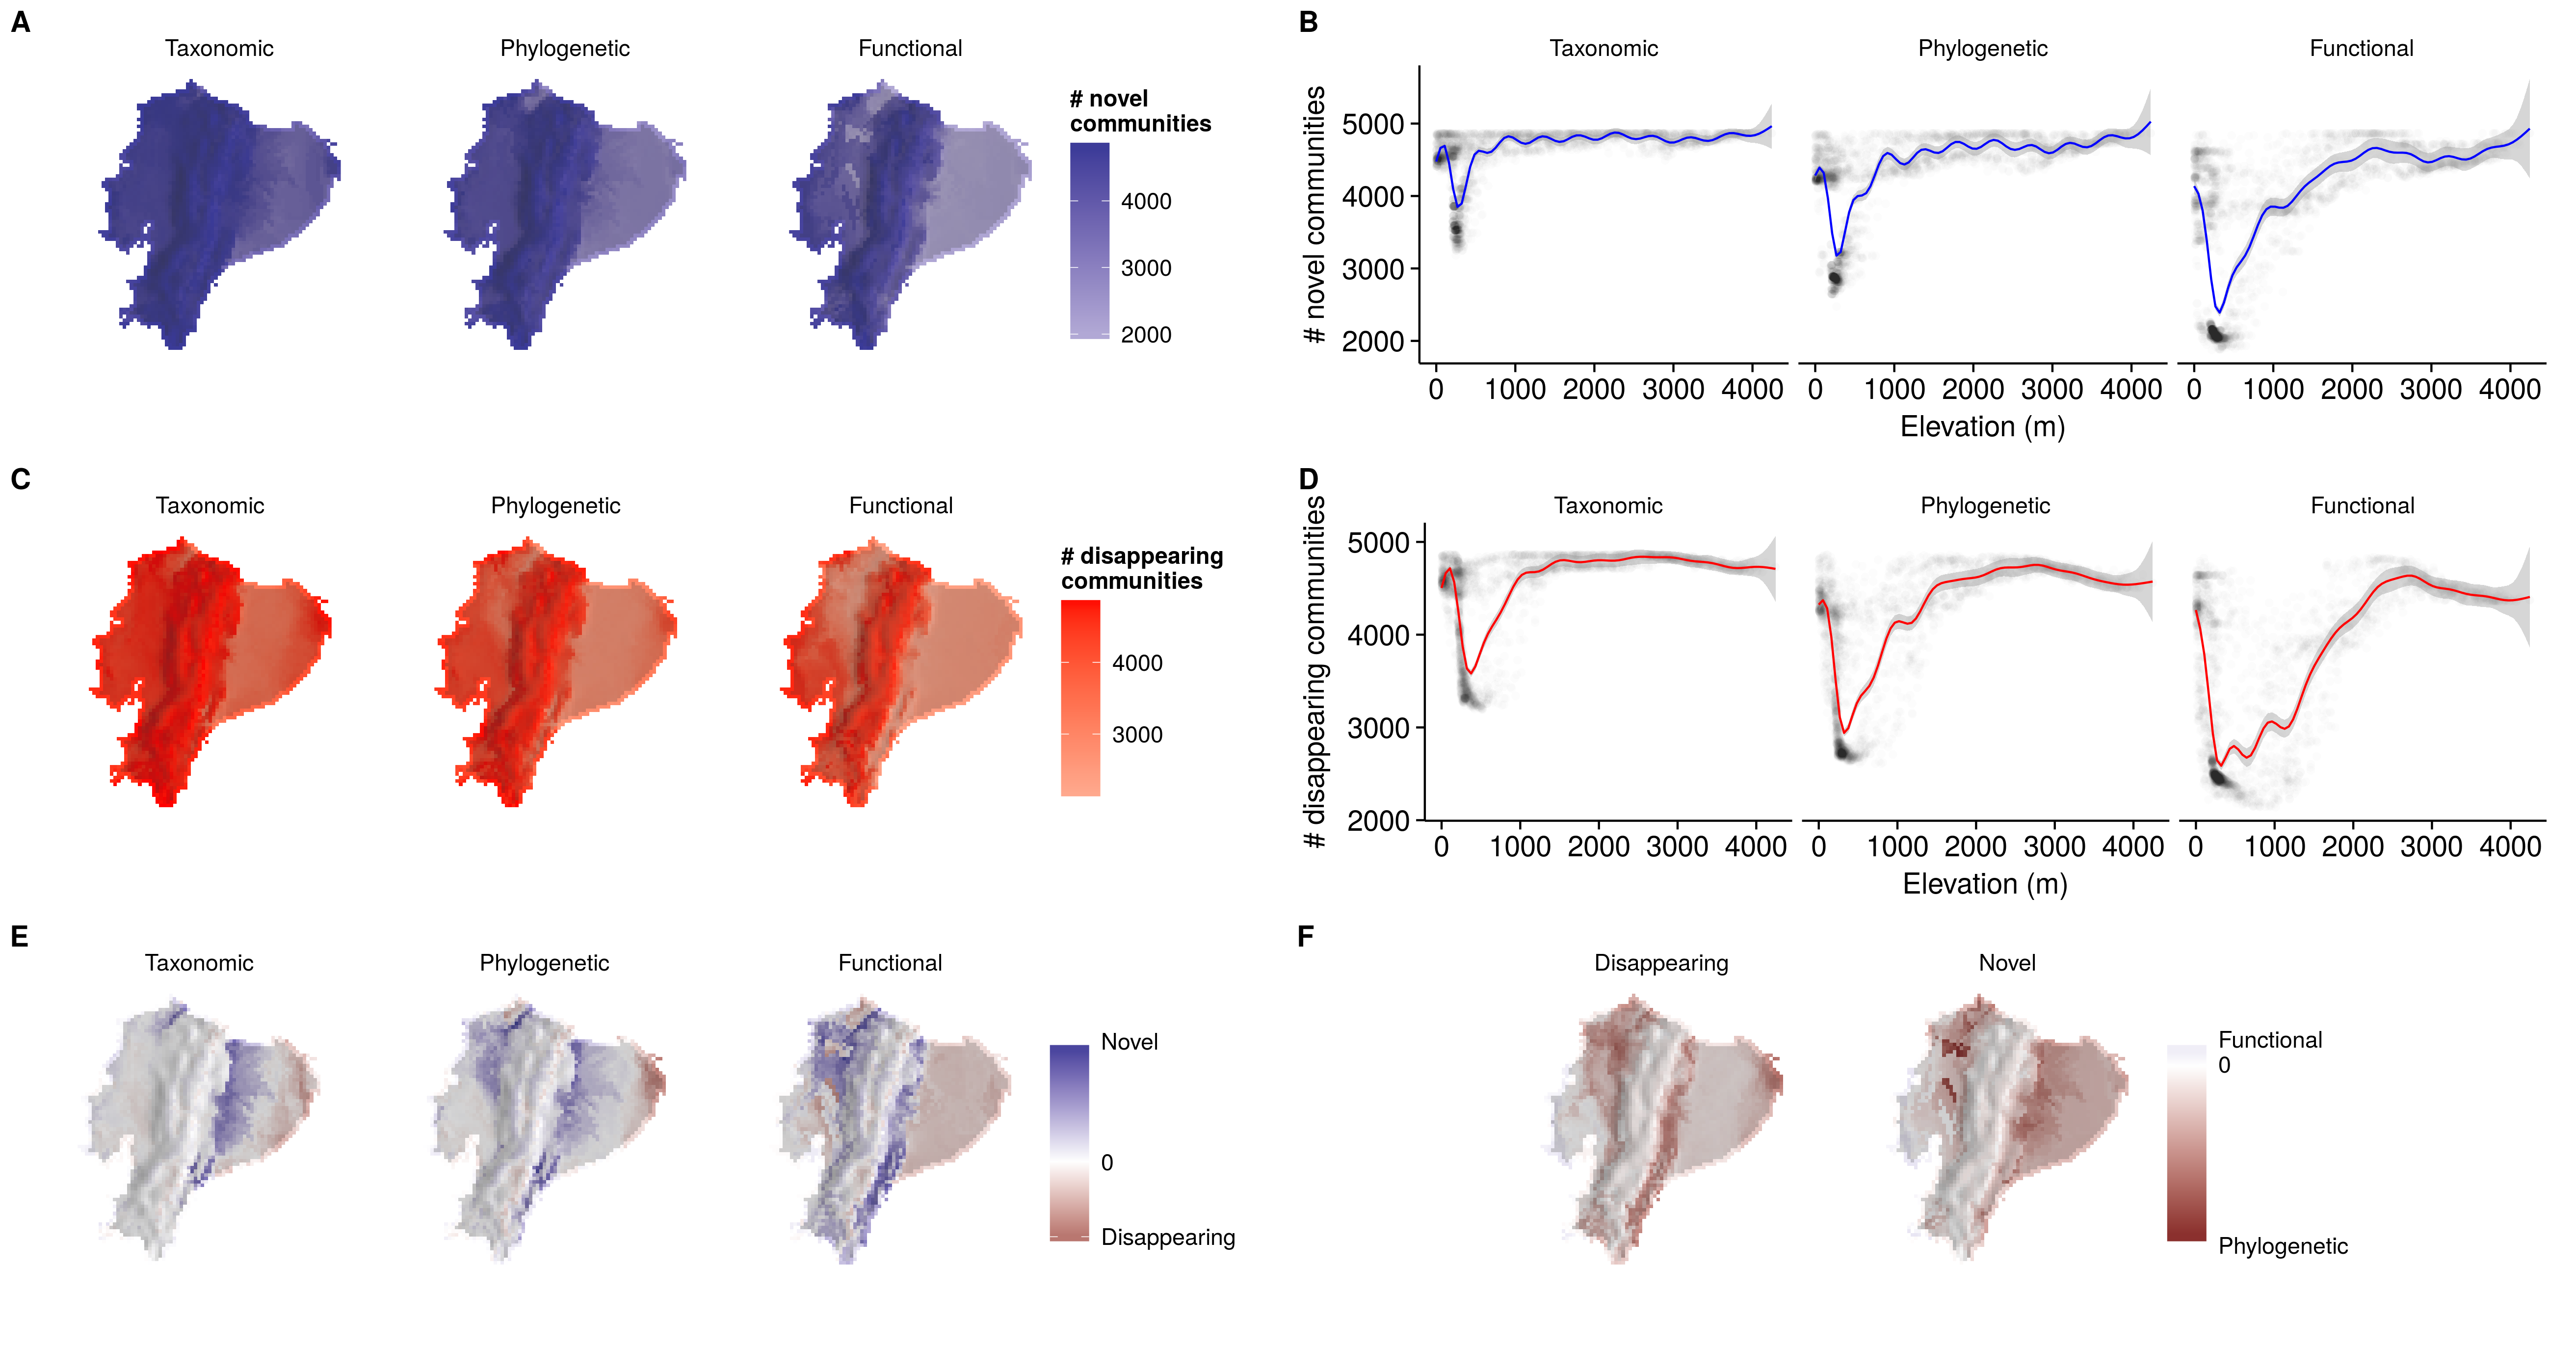 A
Taxonomic
Phylogenetic
Functional
# novel
communities
4000
3000
2000
B
Taxonomic
Phylogenetic
Functional
# novel communities
5000
4000
3000
2000
0 1000 2000 3000 4000
0 1000 2000 3000 4000
0 1000 2000 3000 4000
Elevation (m)
C
Taxonomic
Phylogenetic
Functional
# disappearing
communities
4000
3000
D
Taxonomic
Phylogenetic
Functional
# disappearing communities
5000
4000
3000
2000
0 1000 2000 3000 4000
0 1000 2000 3000 4000
0 1000 2000 3000 4000
Elevation (m)
E
Taxonomic
Phylogenetic
Functional
Novel
0
Disappearing
F
Disappearing
Novel
Functional
0
Phylogenetic